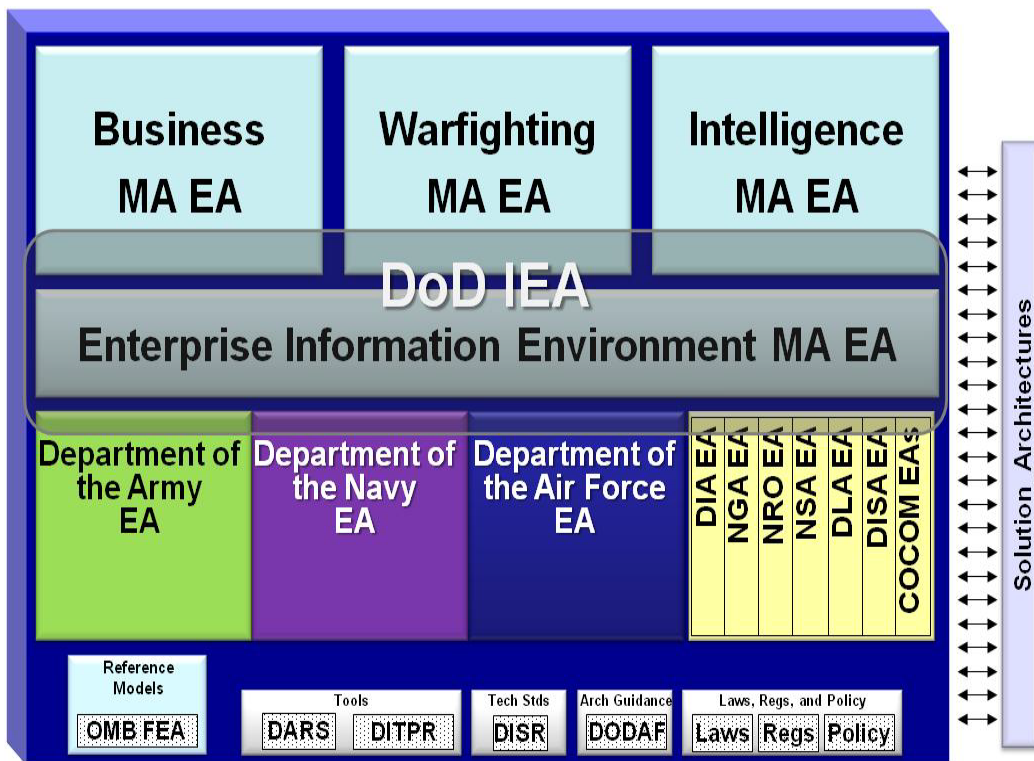 Business
MA EA
Warfighting
MA EA
Intelligence
MA EA
DoD IEA
Enterprise Information Environment MA EA
Department of
the Army
EA
Department of
the Navy
EA
Department of
the Air Force
EA
DIA EA
NGA EA
NRO EA
NSA EA
DLA EA
DISA EA
COCOM EAs
Solution Architectures
Reference
Models
OMB FEA
Tools
DARS
DITPR
Tech Stds
DISR
Arch Guidance
DODAF
Laws, Regs, and Policy
Laws
Regs
Policy